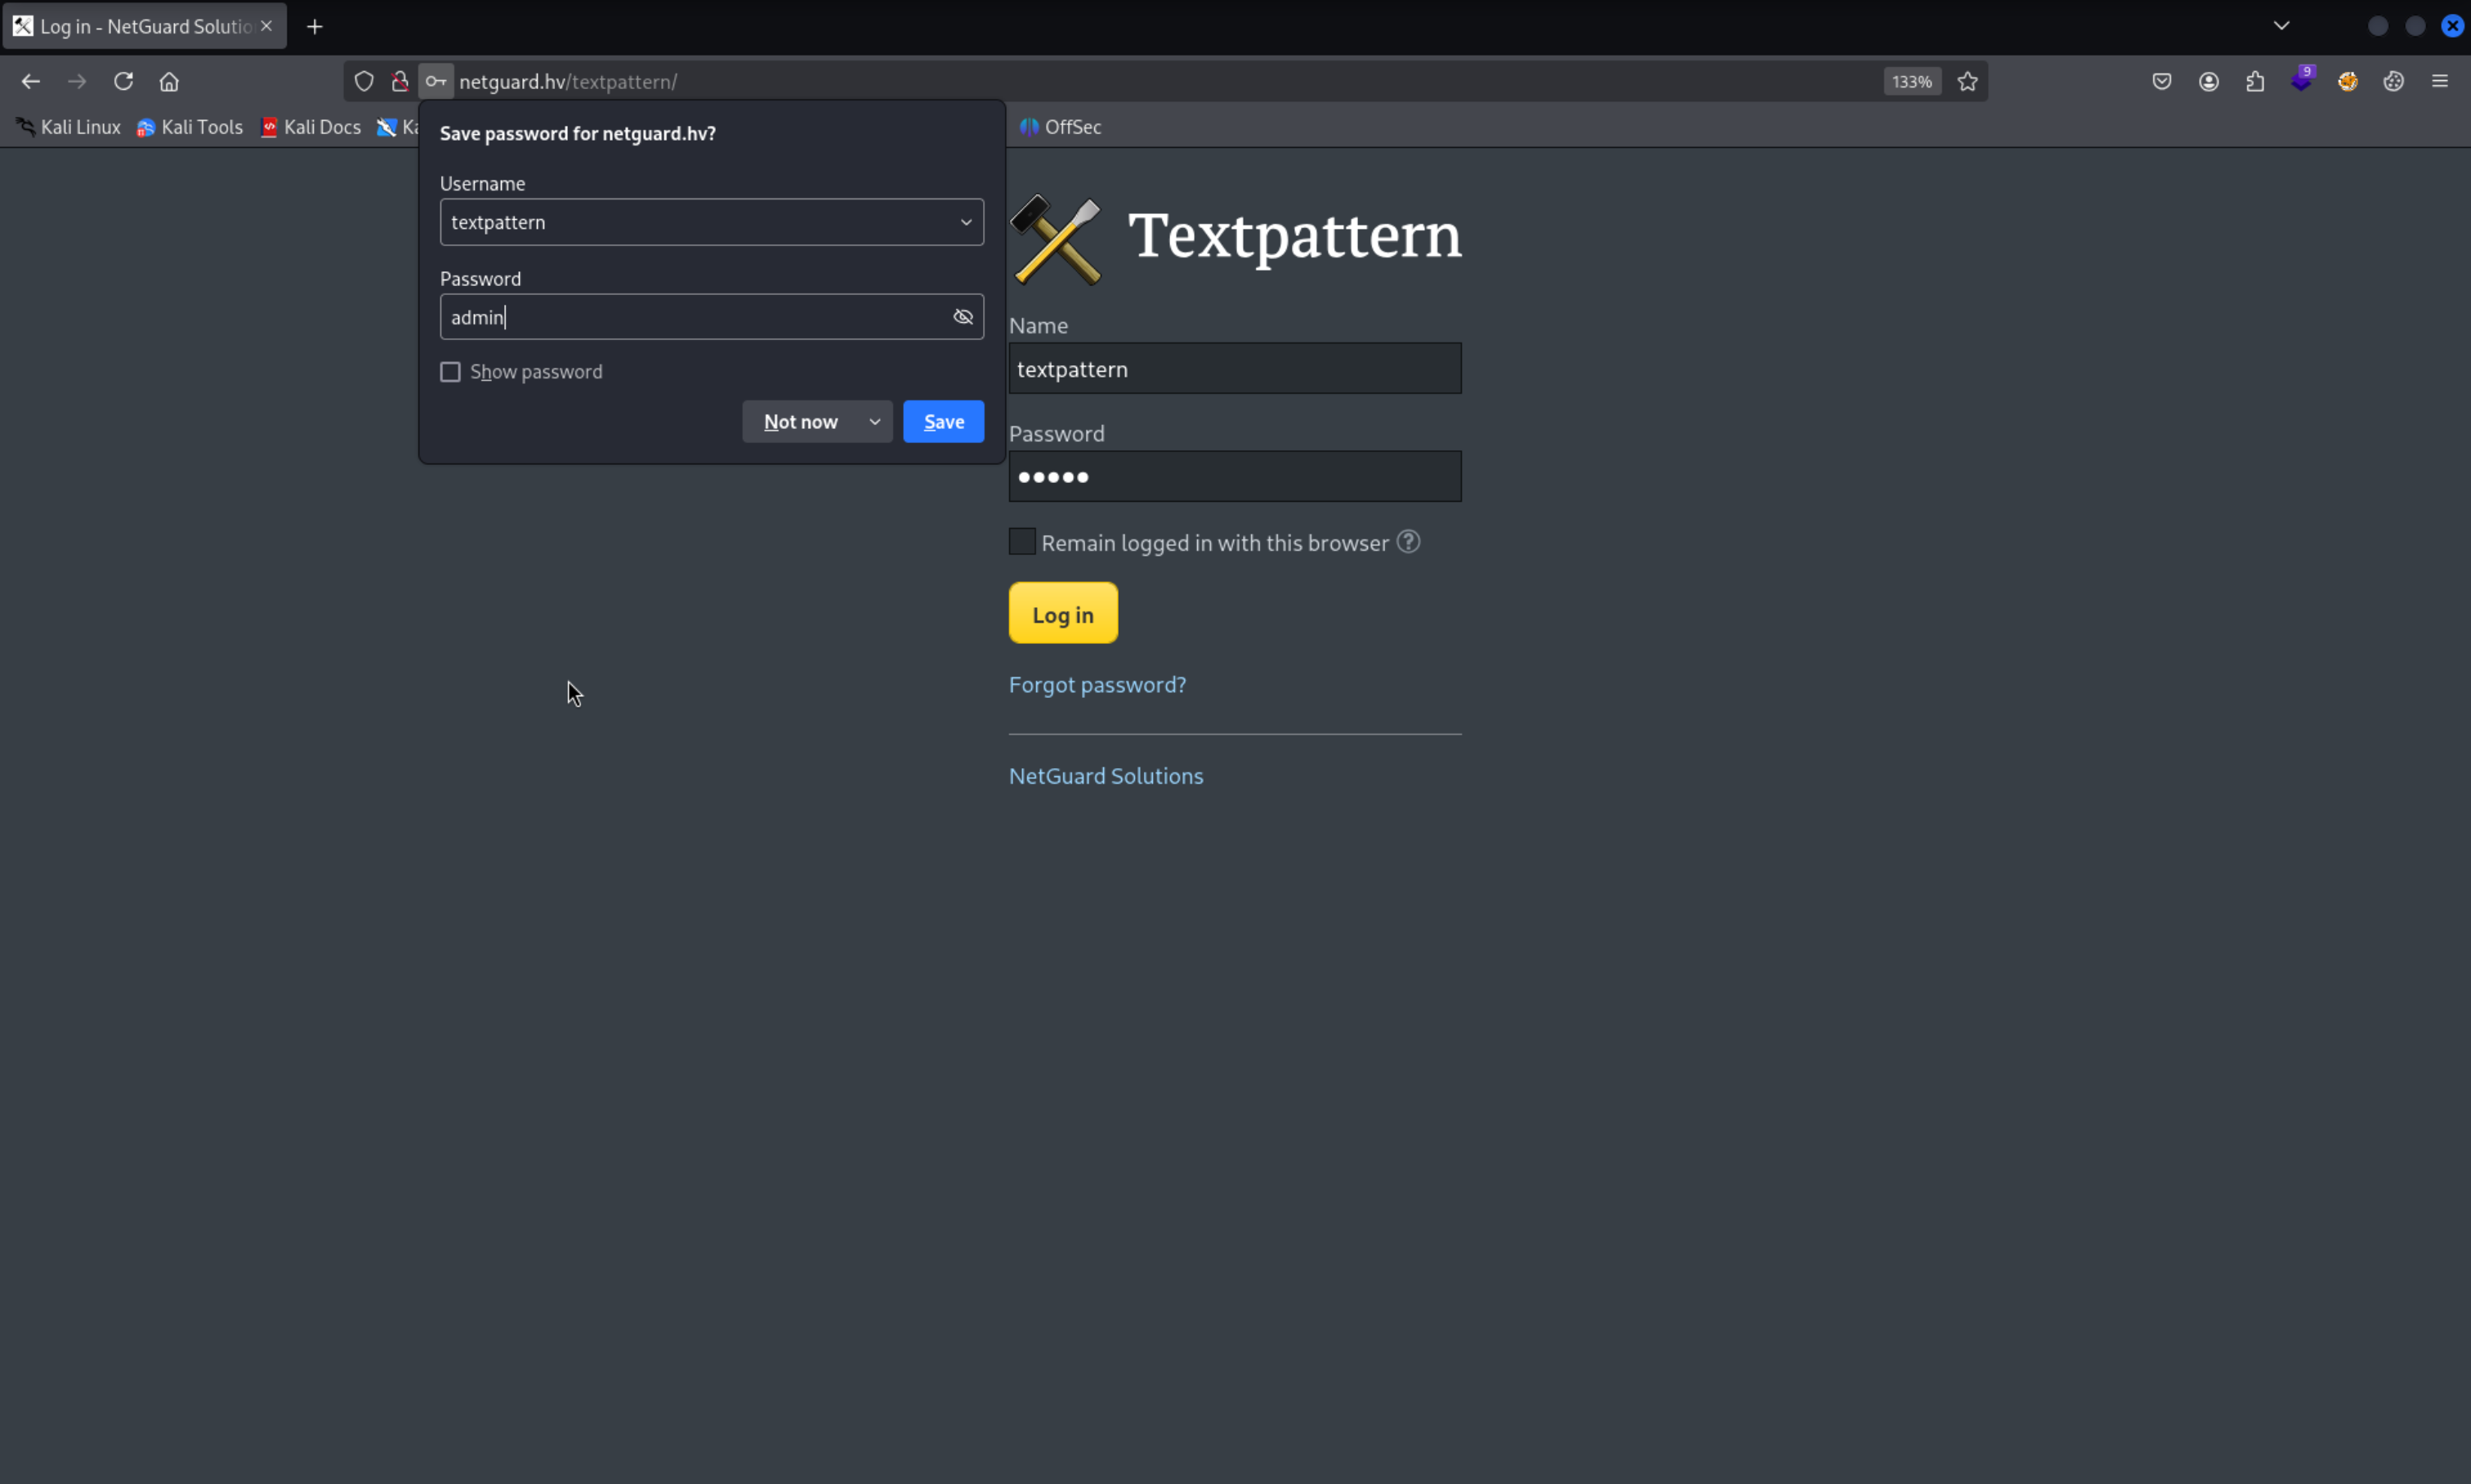 Log in - NetGuard Solutio
netguard.hv/textpattern/
133%
9
Kali Linux
Kali Tools
Kali Docs
Ka
OffSec
Save password for netguard.hv?
Username
textpattern
Password
admin
Show password
Not now
Save
Textpattern
Name
textpattern
Password
Remain logged in with this browser
Log in
Forgot password?
NetGuard Solutions